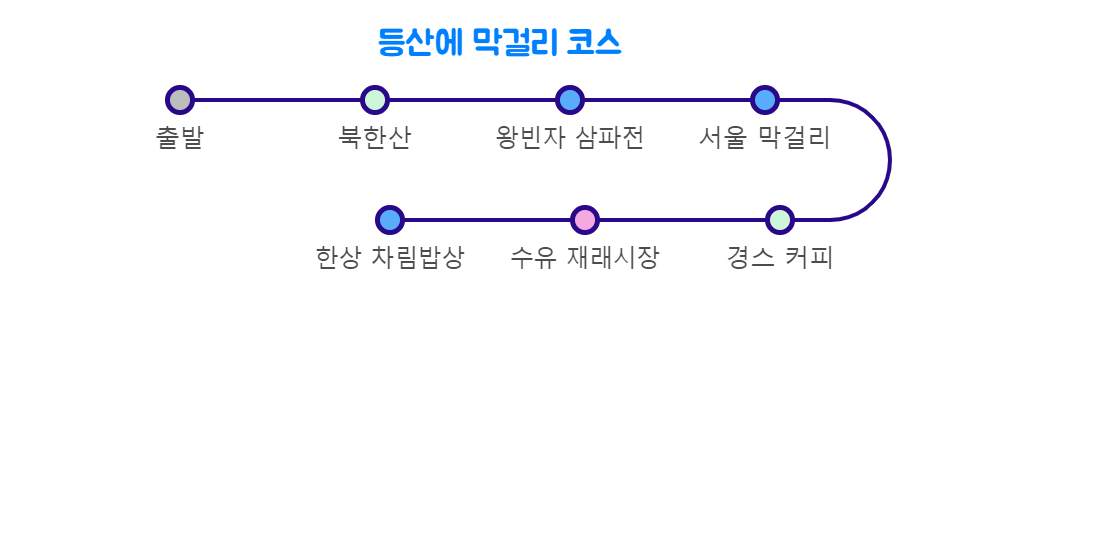 등산에 막걸리 코스
출발
북한산
왕빈자 삼파전
서울 막걸리
한상 차림밥상
수유 재래시장
경스 커피